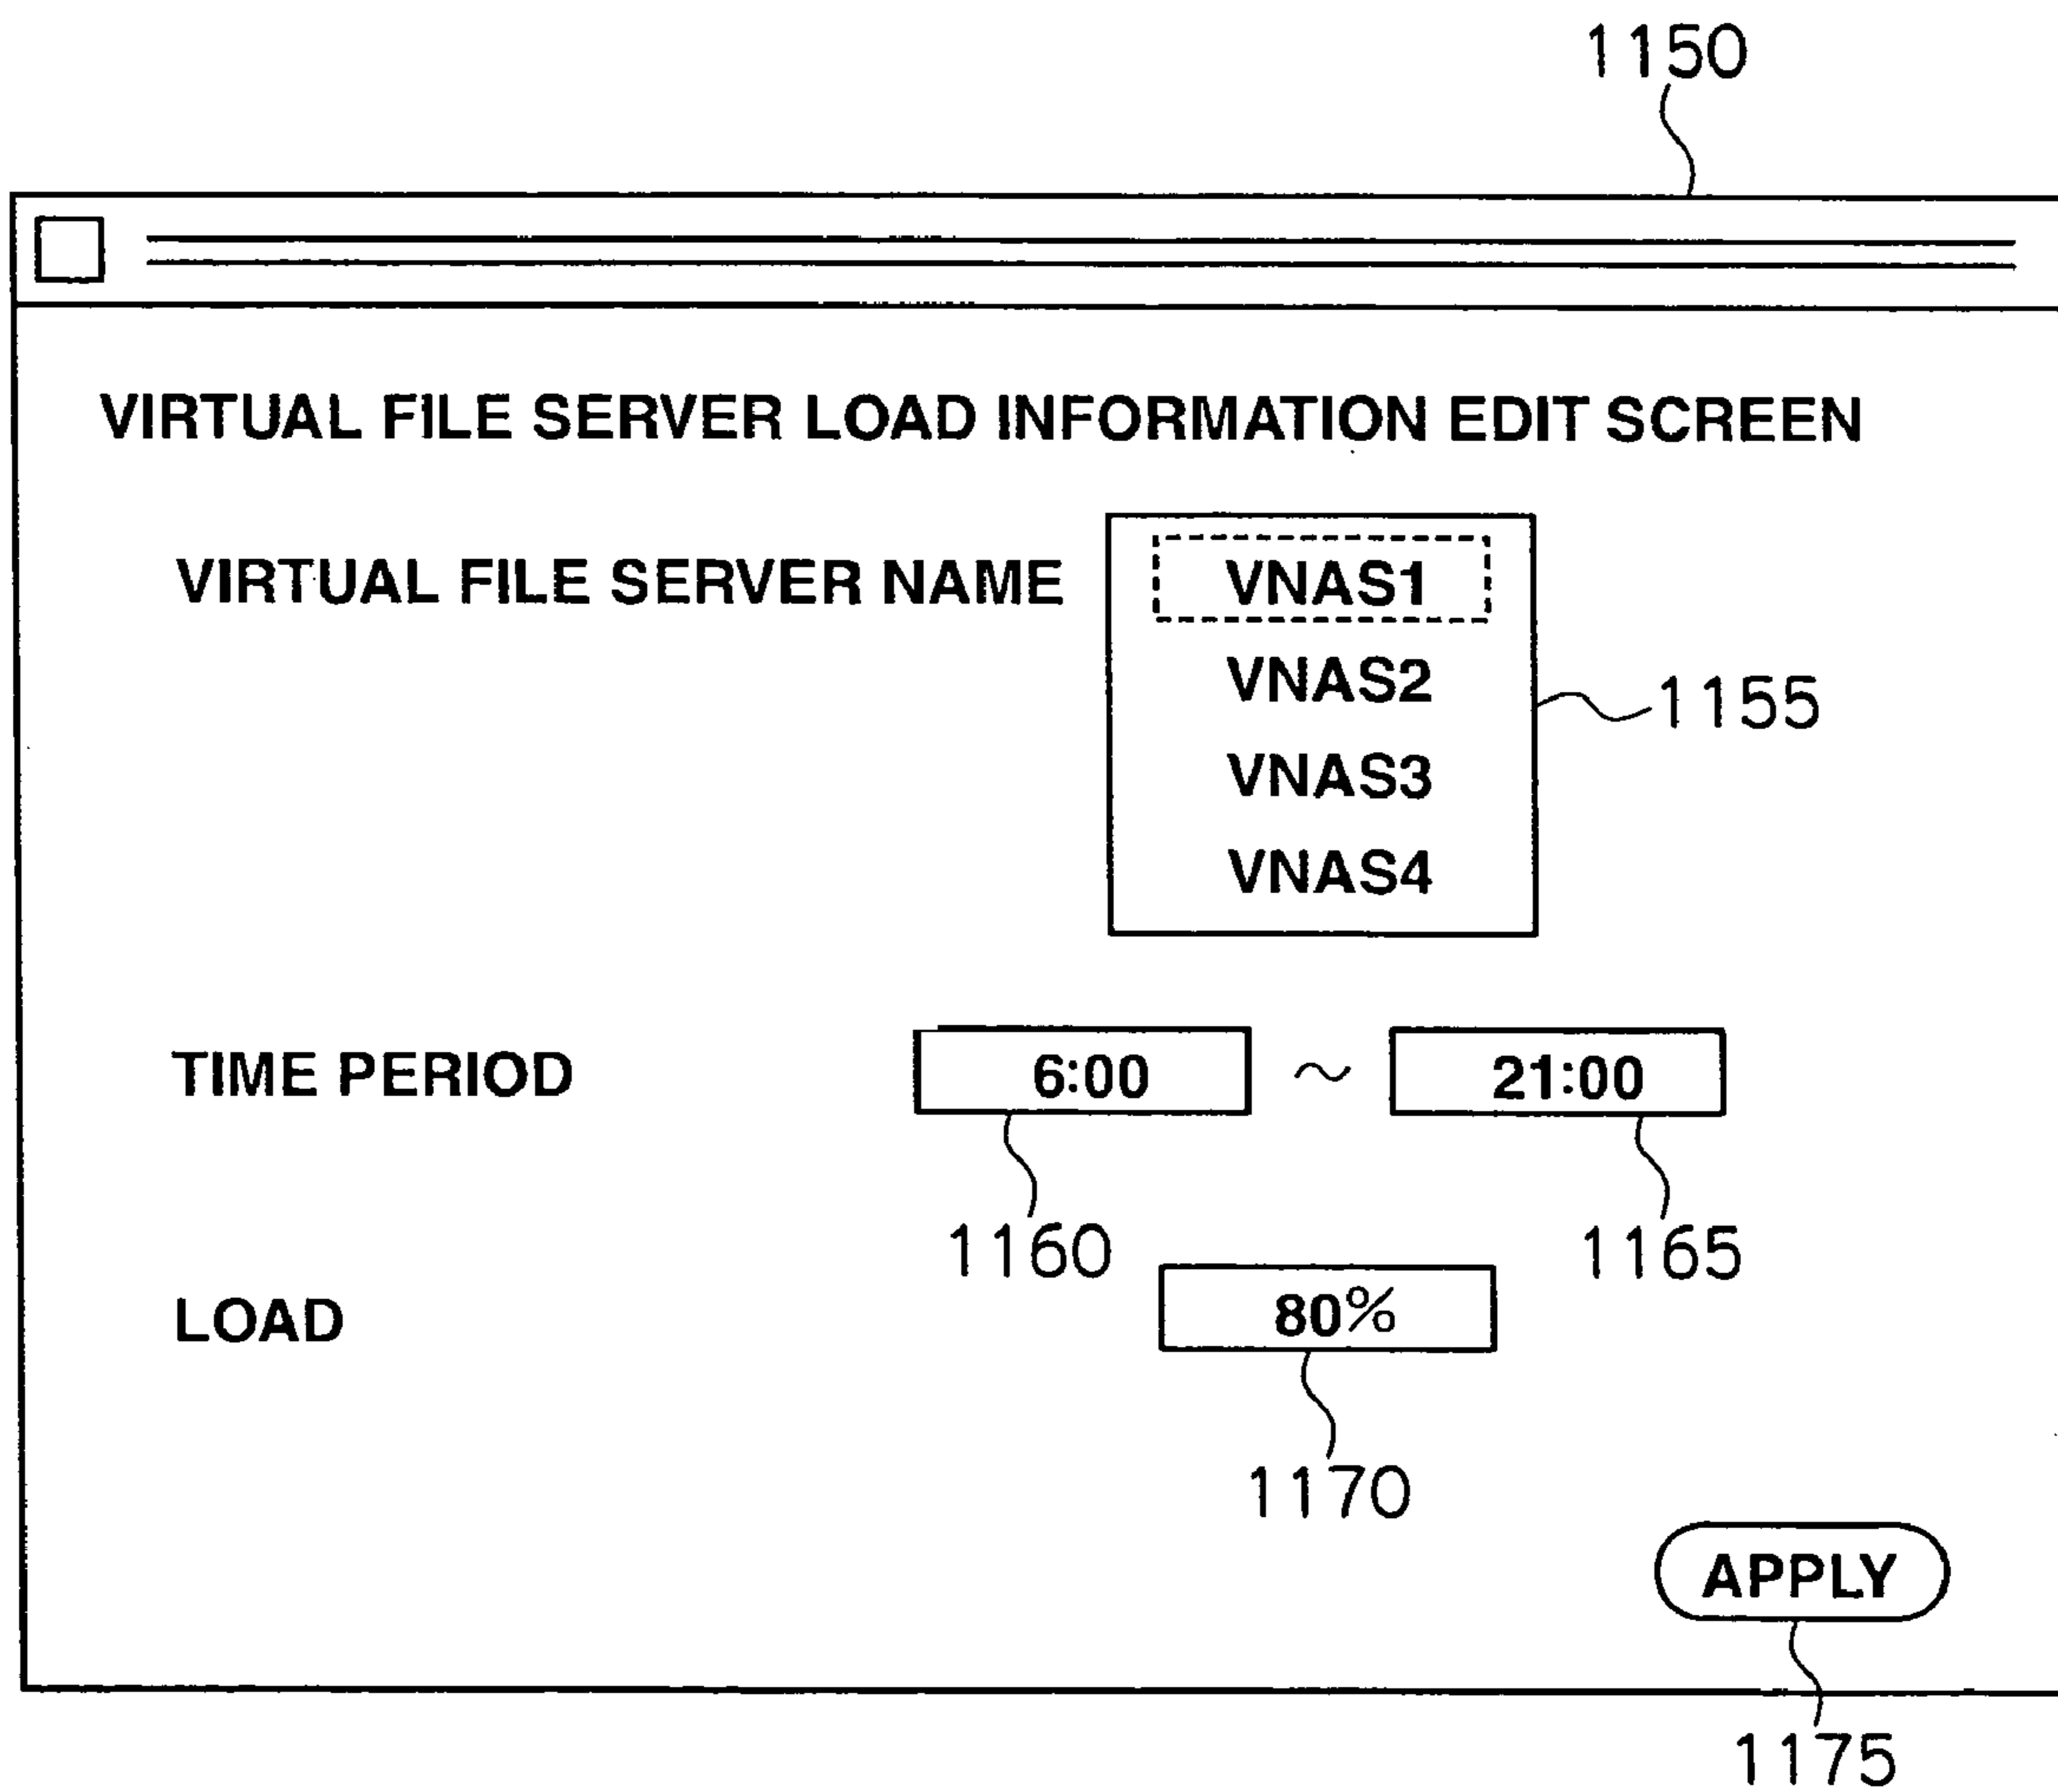 1150
VIRTUAL FILE SERVER LOAD INFORMATION EDIT SCREEN
VIRTUAL FILE SERVER NAME VNAS1
VNAS2
1155
VNAS3
VNAS4
TIME PERIOD 6:00 ~ 21:00
1160 1165
LOAD 80%
1170
APPLY
1175